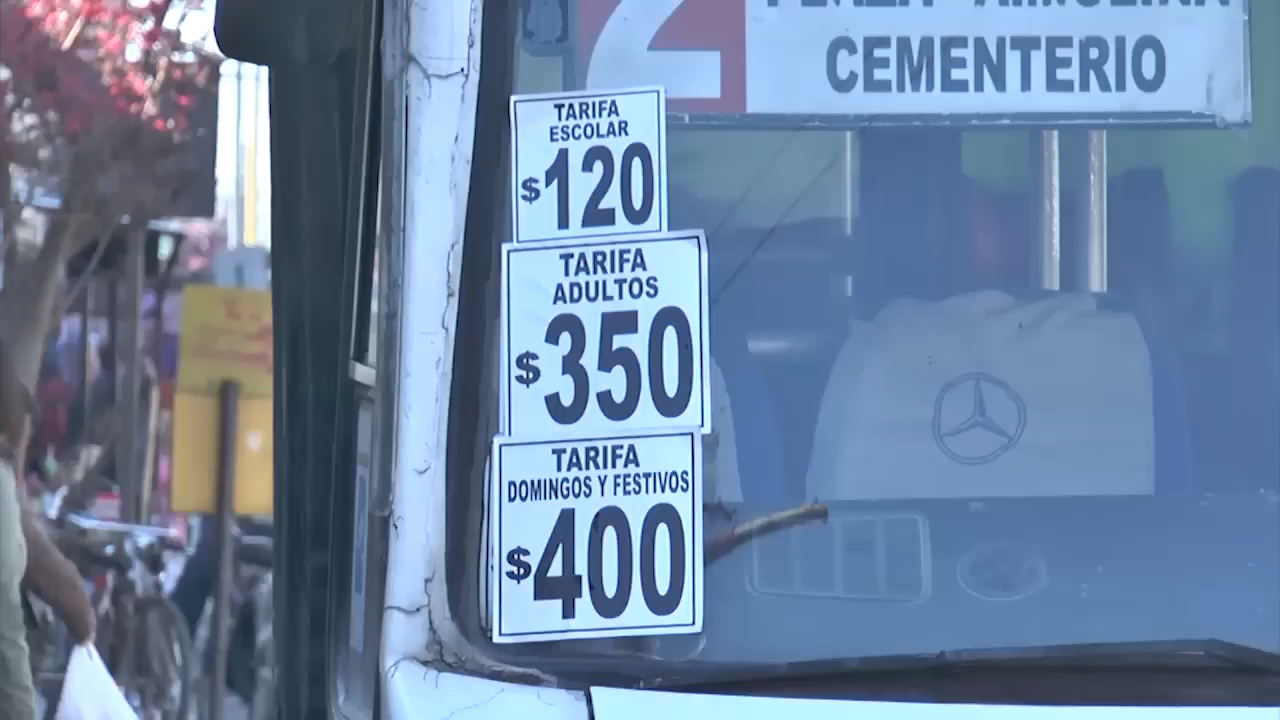 2
CEMENTERIO
TARIFA
ESCOLAR
$120
TARIFA
ADULTOS
$350
TARIFA
DOMINGOS Y FESTIVOS
$400